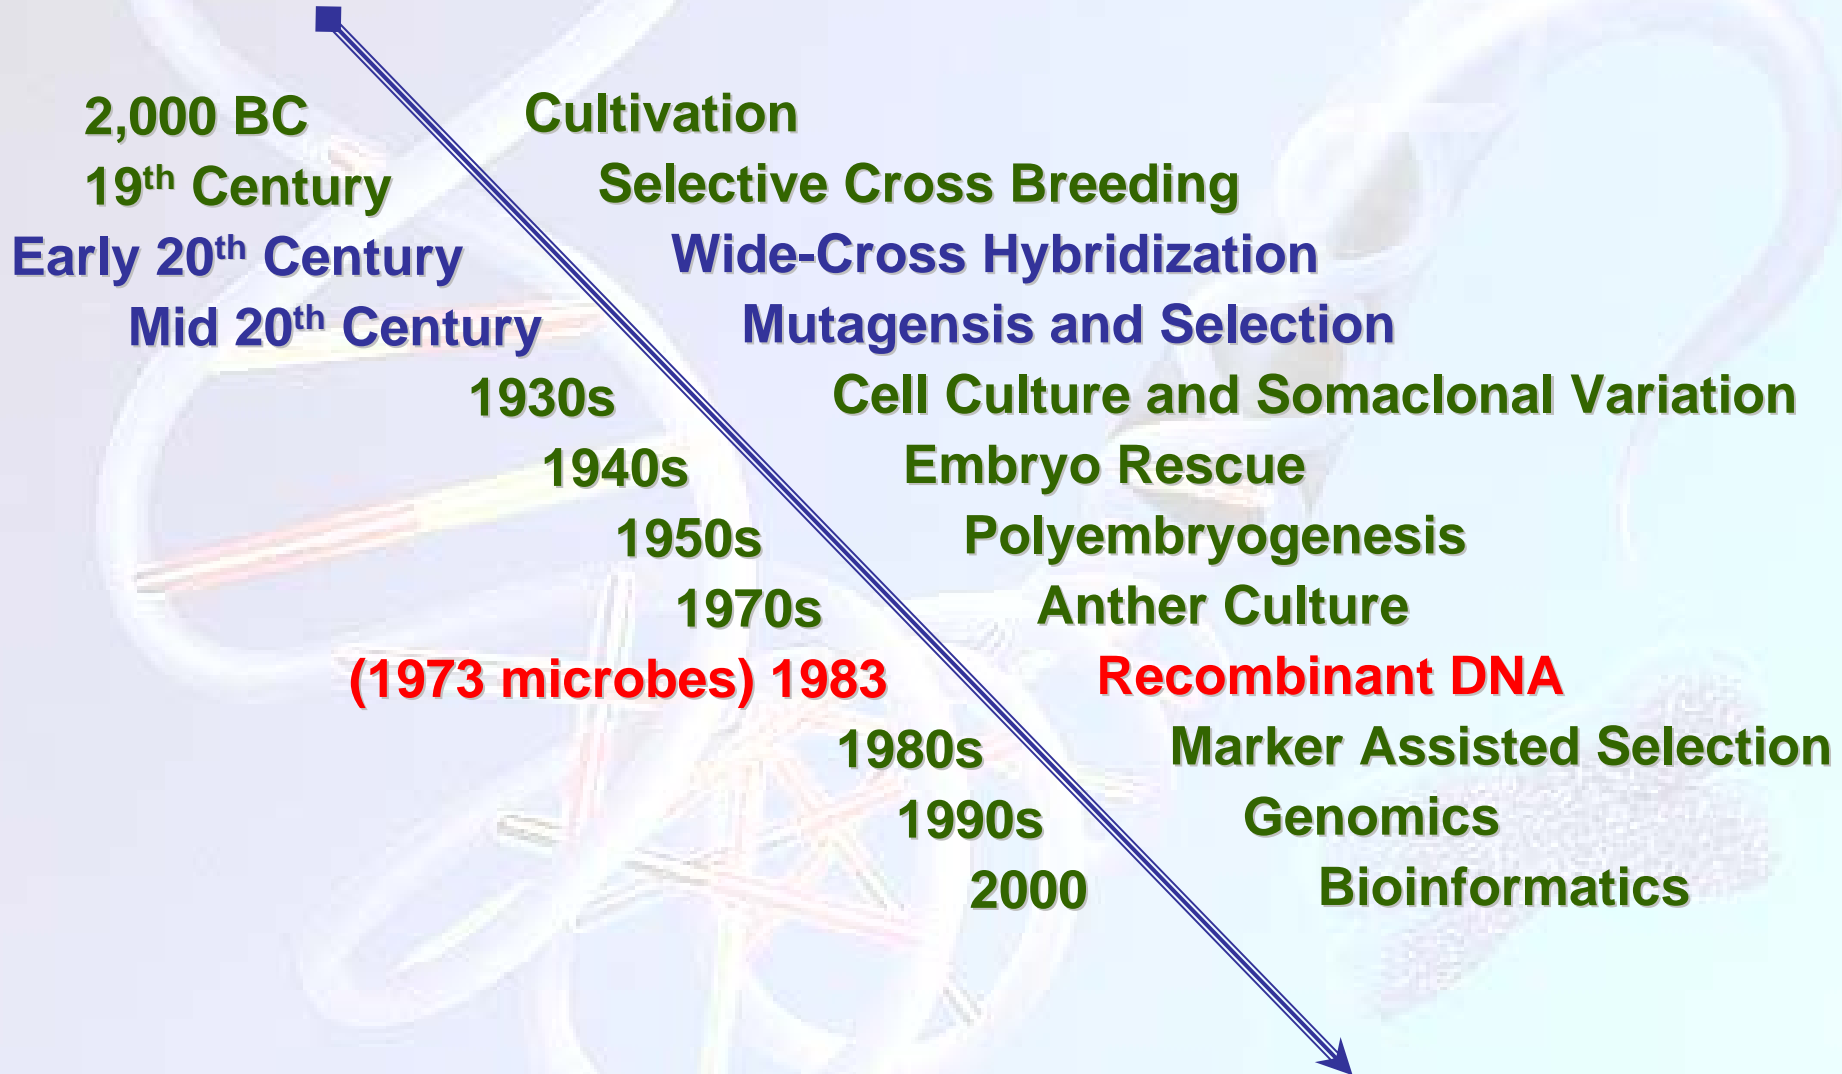 2,000 BC Cultivation
19th Century Selective Cross Breeding
Early 20th Century Wide-Cross Hybridization
Mid 20th Century Mutagensis and Selection
1930s Cell Culture and Somaclonal Variation
1940s Embryo Rescue
1950s Polyembryogenesis
1970s Anther Culture
(1973 microbes) 1983 Recombinant DNA
1980s Marker Assisted Selection
1990s Genomics
2000 Bioinformatics